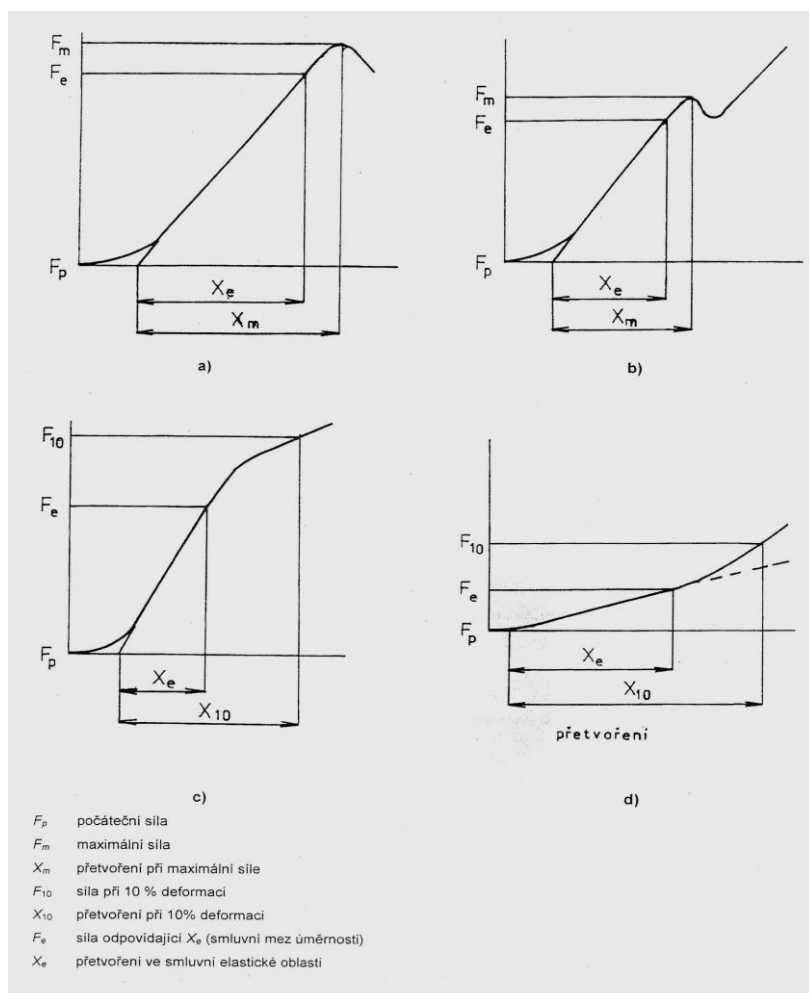 Fm
Fe
Fp
Xe
Xm
a)
Fm
Fe
Fp
Xe
Xm
b)
F10
Fe
Fp
Xe
X10
c)
F10
Fe
Fp
Xe
X10
přetvoření
d)
Fp počáteční síla
Fm maximální síla
Xm přetvoření při maximální síle
F10 síla při 10 % deformaci
X10 přetvoření při 10% deformaci
Fe síla odpovídající Xe (smluvní mez úměrnosti)
Xe přetvoření ve smluvní elastické oblasti